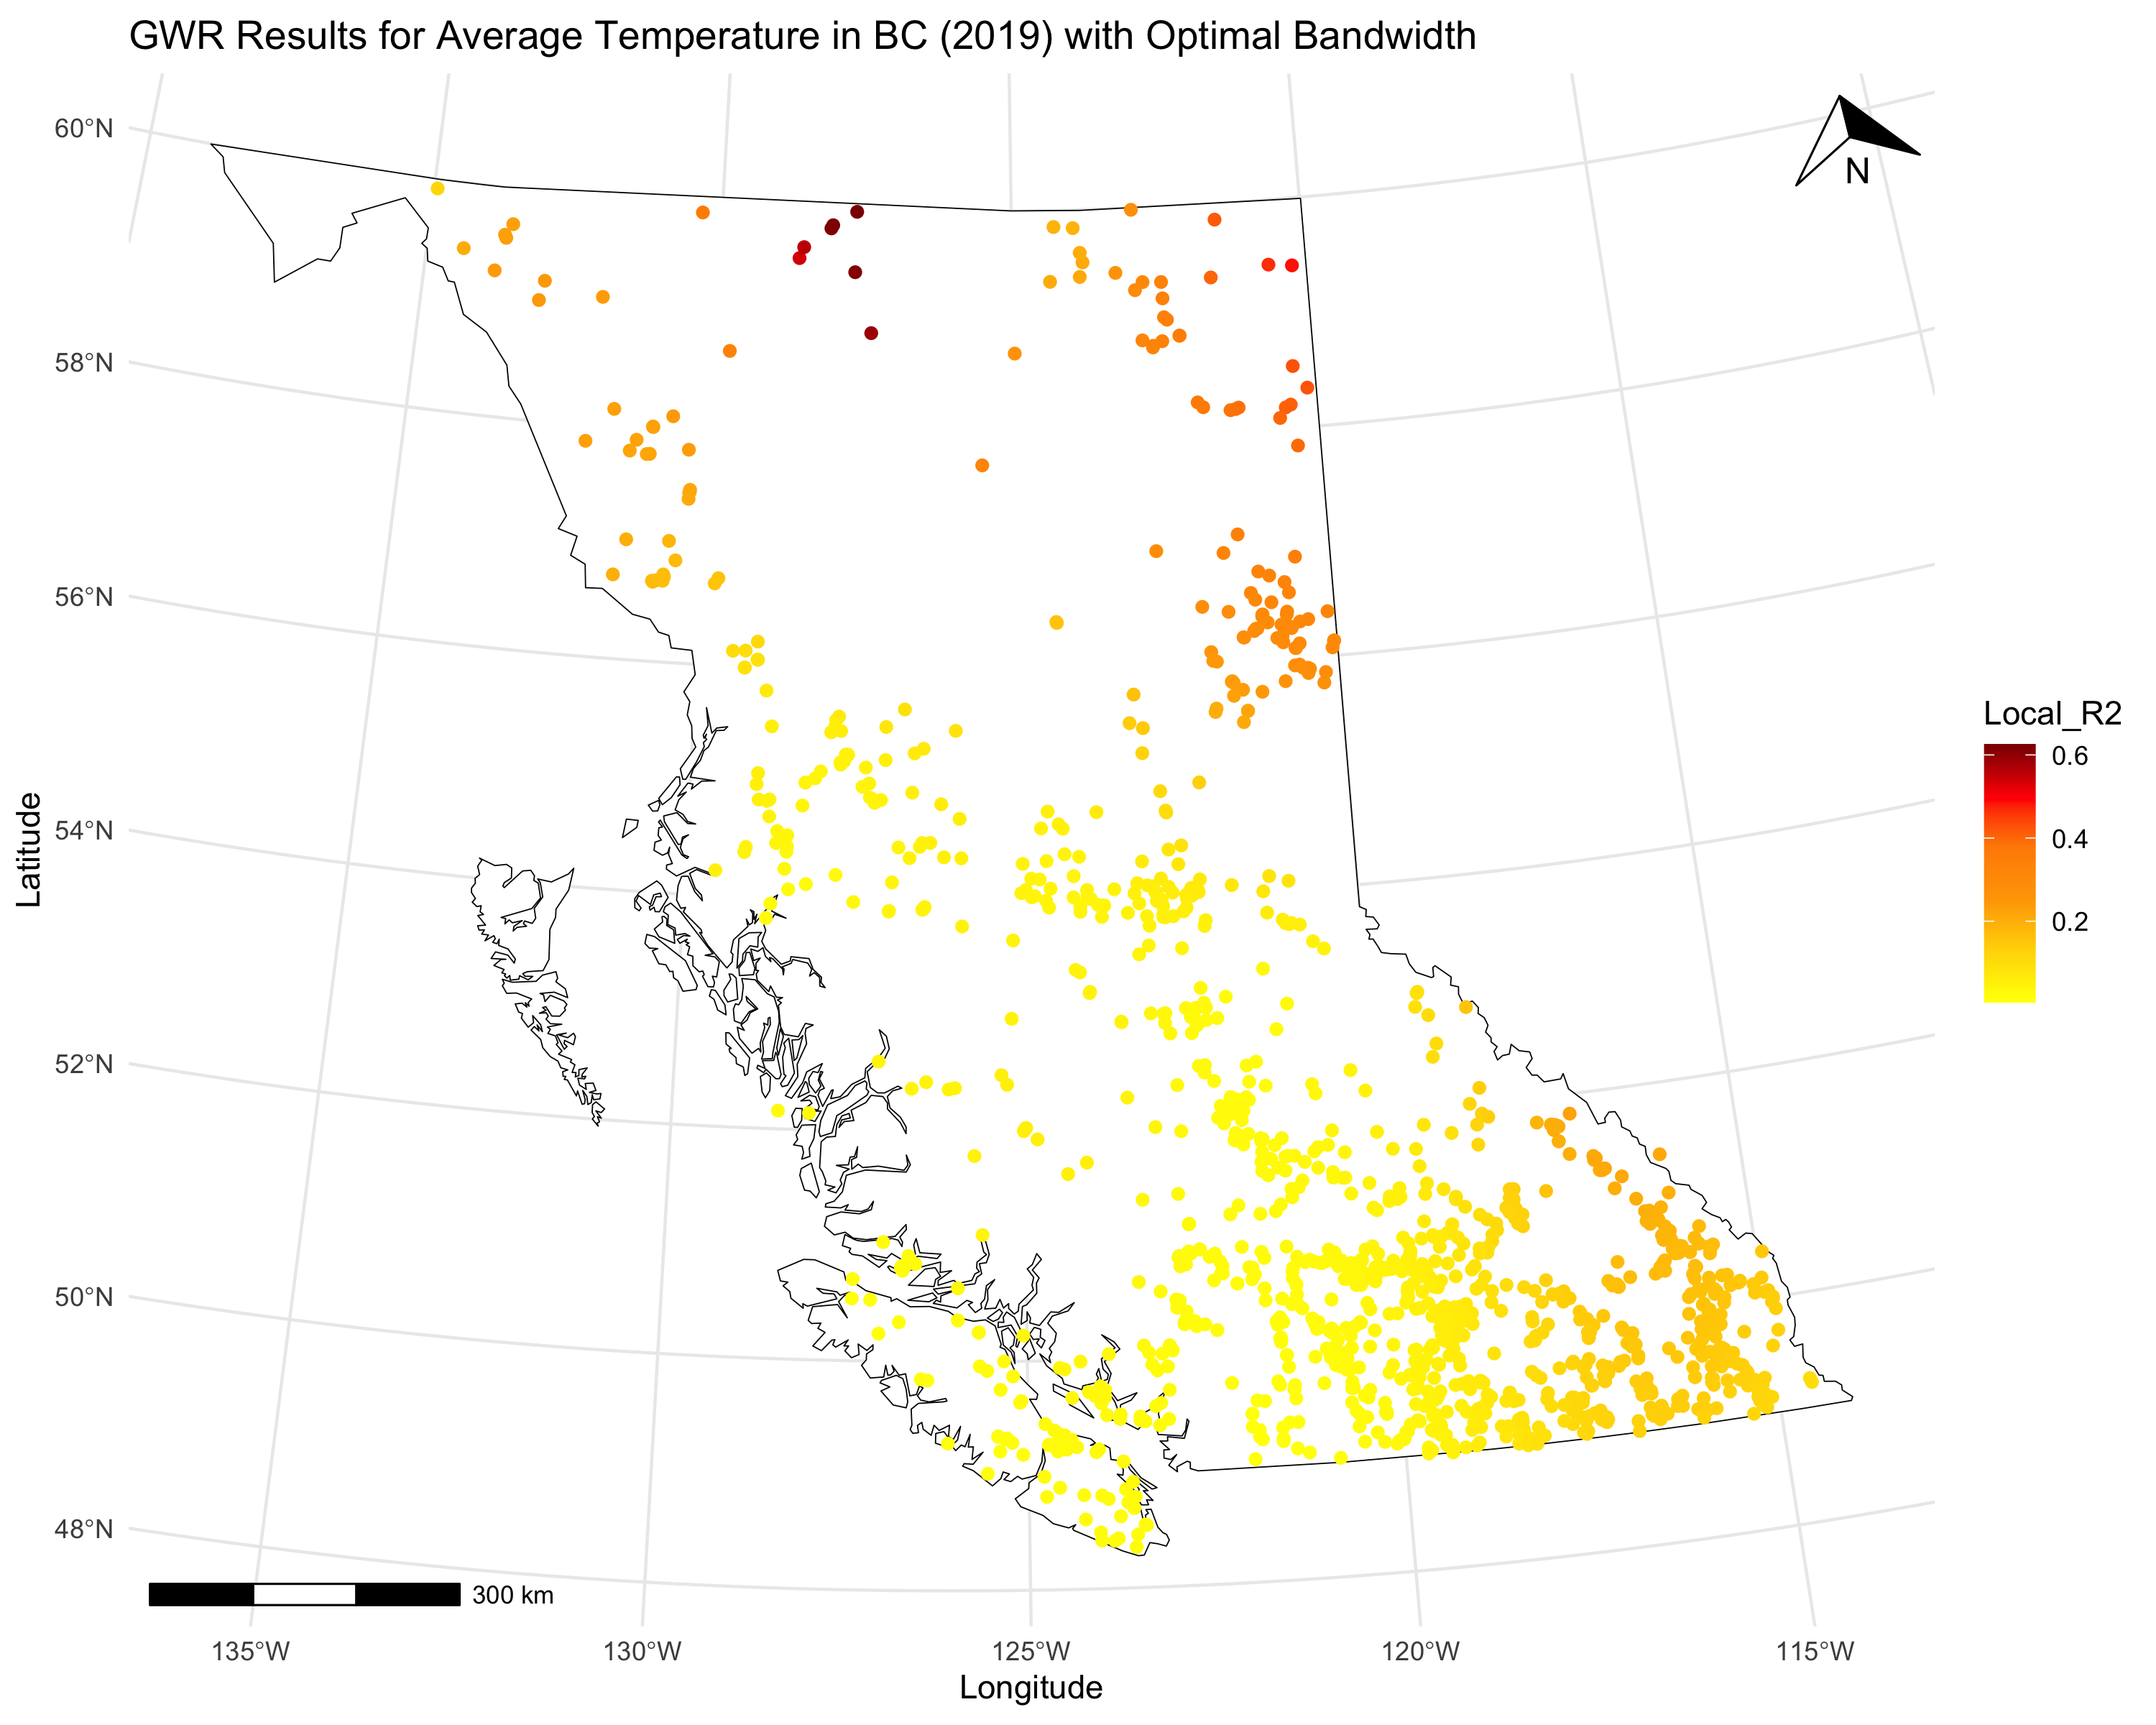 GWR Results for Average Temperature in BC (2019) with Optimal Bandwidth
N
60°N
58°N
56°N
54°N
52°N
50°N
48°N
Latitude
Local_R2
0.6
0.4
0.2
300 km
135°W 130°W 125°W 120°W 115°W
Longitude